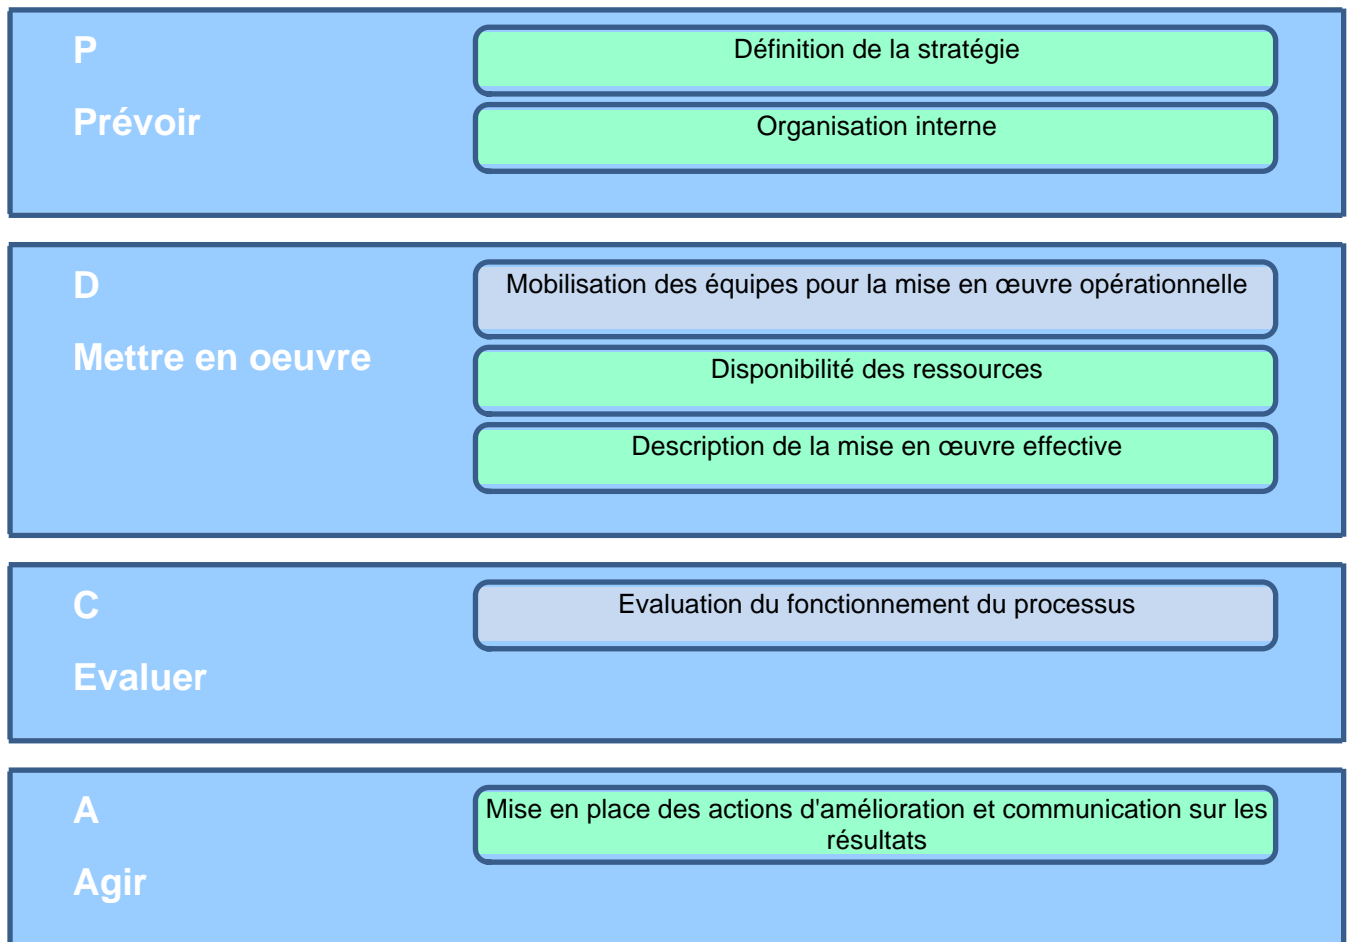 P
Définition de la stratégie
Prévoir
Organisation interne
D
Mobilisation des équipes pour la mise en œuvre opérationnelle
Mettre en oeuvre
Disponibilité des ressources
Description de la mise en œuvre effective
C
Evaluation du fonctionnement du processus
Evaluer
A
Mise en place des actions d'amélioration et communication sur les
résultats
Agir